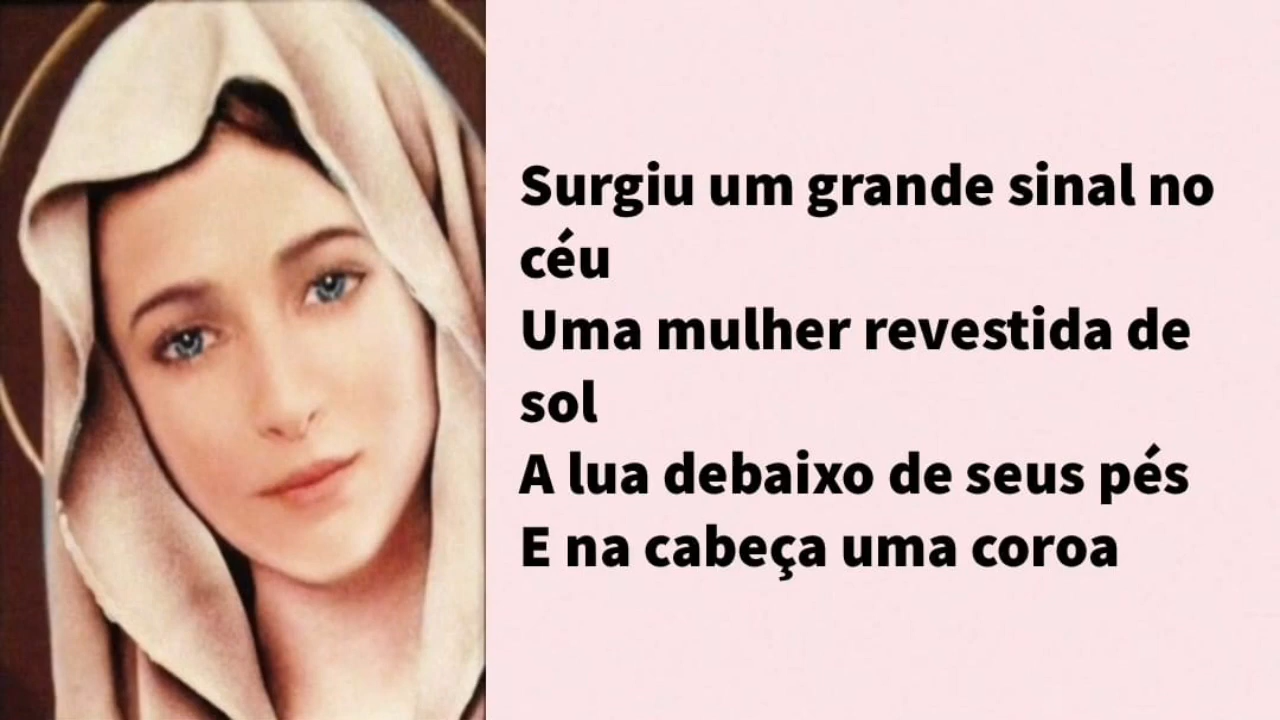 Surgiu um grande sinal no
céu
Uma mulher revestida de
sol
A lua debaixo de seus pés
E na cabeça uma coroa